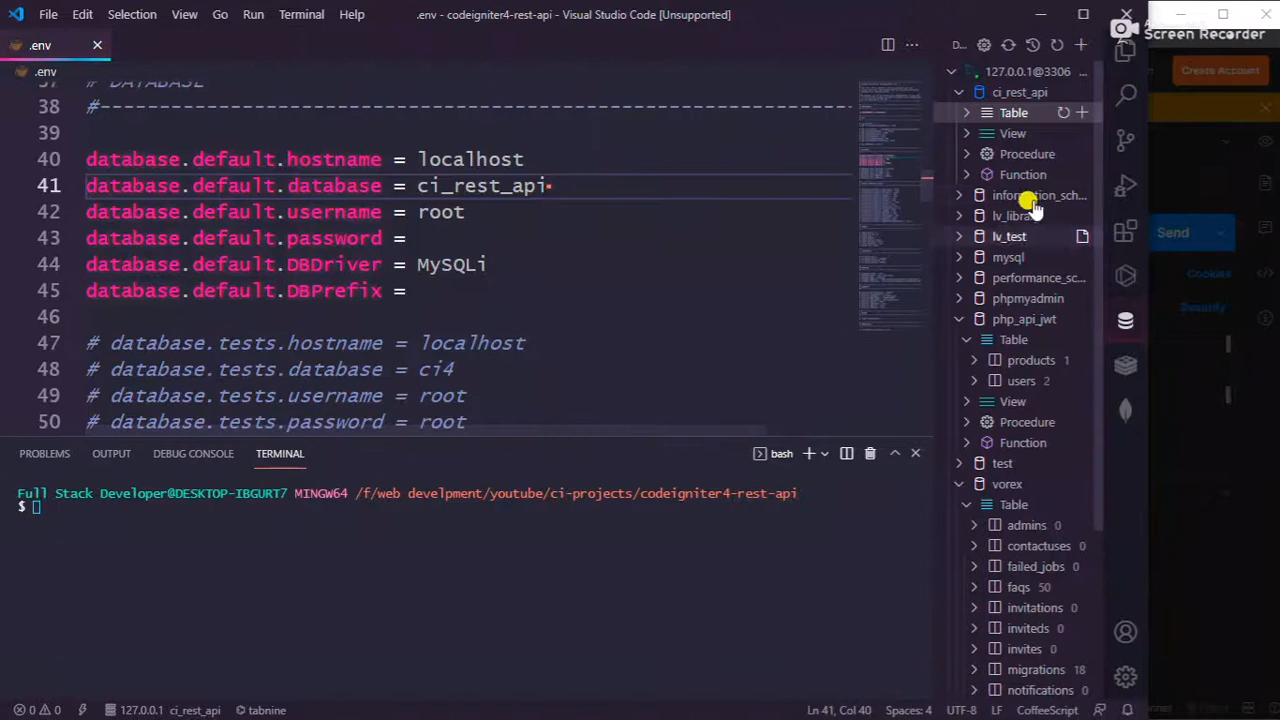 File Edit Selection View Go Run Terminal Help .env - codeigniter4-rest-api - Visual Studio Code [Unsupported]
Screen Recorder
.env
D...
.env
127.0.0.1@3306 ...
Create Account
37 # DATABASE
ci_rest_api
38 #--------------------------------------------------------------------
Table
39
View
40 database.default.hostname = localhost
Procedure
41 database.default.database = ci_rest_api
Function
information_sch...
42 database.default.username = root
lv_libra
Send
43 database.default.password =
lv_test
44 database.default.DBDriver = MySQLi
mysql
Cookies
45 database.default.DBPrefix =
performance_sc...
phpmyadmin
Beautify
46
php_api_jwt
47 # database.tests.hostname = localhost
Table
48 # database.tests.database = ci4
products 1
users 2
49 # database.tests.username = root
View
50 # database.tests.password = root
Procedure
Function
PROBLEMS OUTPUT DEBUG CONSOLE TERMINAL bash
test
vorex
Full Stack Developer@DESKTOP-IBGURT7 MINGW64 /f/web develpment/youtube/ci-projects/codeigniter4-rest-api
$
Table
admins 0
contactuses 0
failed_jobs 0
faqs 50
invitations 0
inviteds 0
invites 0
migrations 18
notifications 0
0 0 127.0.0.1 ci_rest_api tabnine Ln 41, Col 40 Spaces: 4 UTF-8 LF CoffeeScript